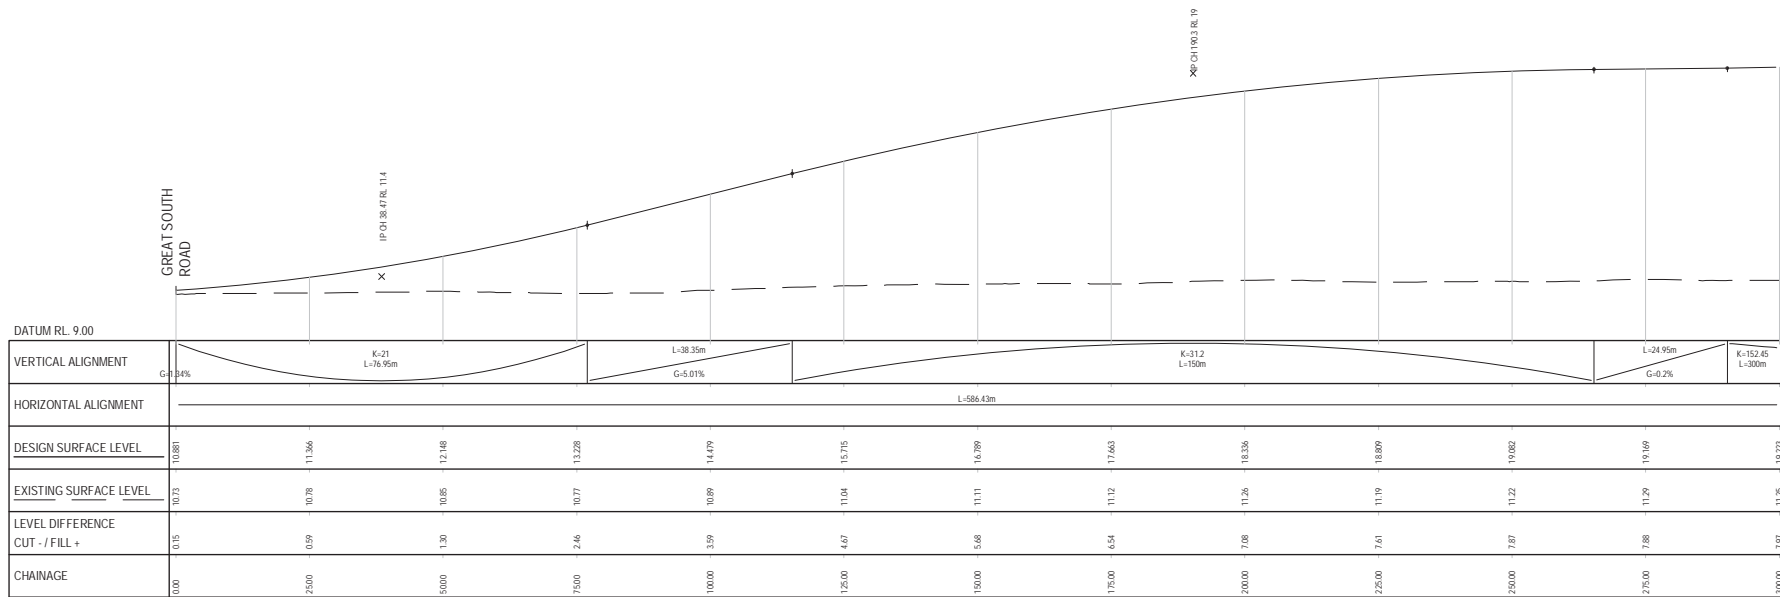 IP CH 190.3 RL 19
IP CH 38.47 RL 11.4
GREAT SOUTH
ROAD
DATUM RL. 9.00
VERTICAL ALIGNMENT
G=1.34%
K=21
L=76.95m
L=38.35m
G=5.01%
K=31.2
L=150m
L=24.95m
G=0.2%
K=152.45
L=300m
HORIZONTAL ALIGNMENT
L=586.43m
DESIGN SURFACE LEVEL
10.881 11.366 12.148 13.228 14.479 15.715 16.789 17.663 18.336 18.809 19.082 19.169
EXISTING SURFACE LEVEL
10.73 10.78 10.85 10.77 10.89 11.04 11.11 11.12 11.26 11.19 11.22 11.29
LEVEL DIFFERENCE
CUT - / FILL +
0.15 0.59 1.30 2.46 3.59 4.67 5.68 6.54 7.08 7.61 7.87 7.88
CHAINAGE
0.00 25.00 50.00 75.00 100.00 125.00 150.00 175.00 200.00 225.00 250.00 275.00